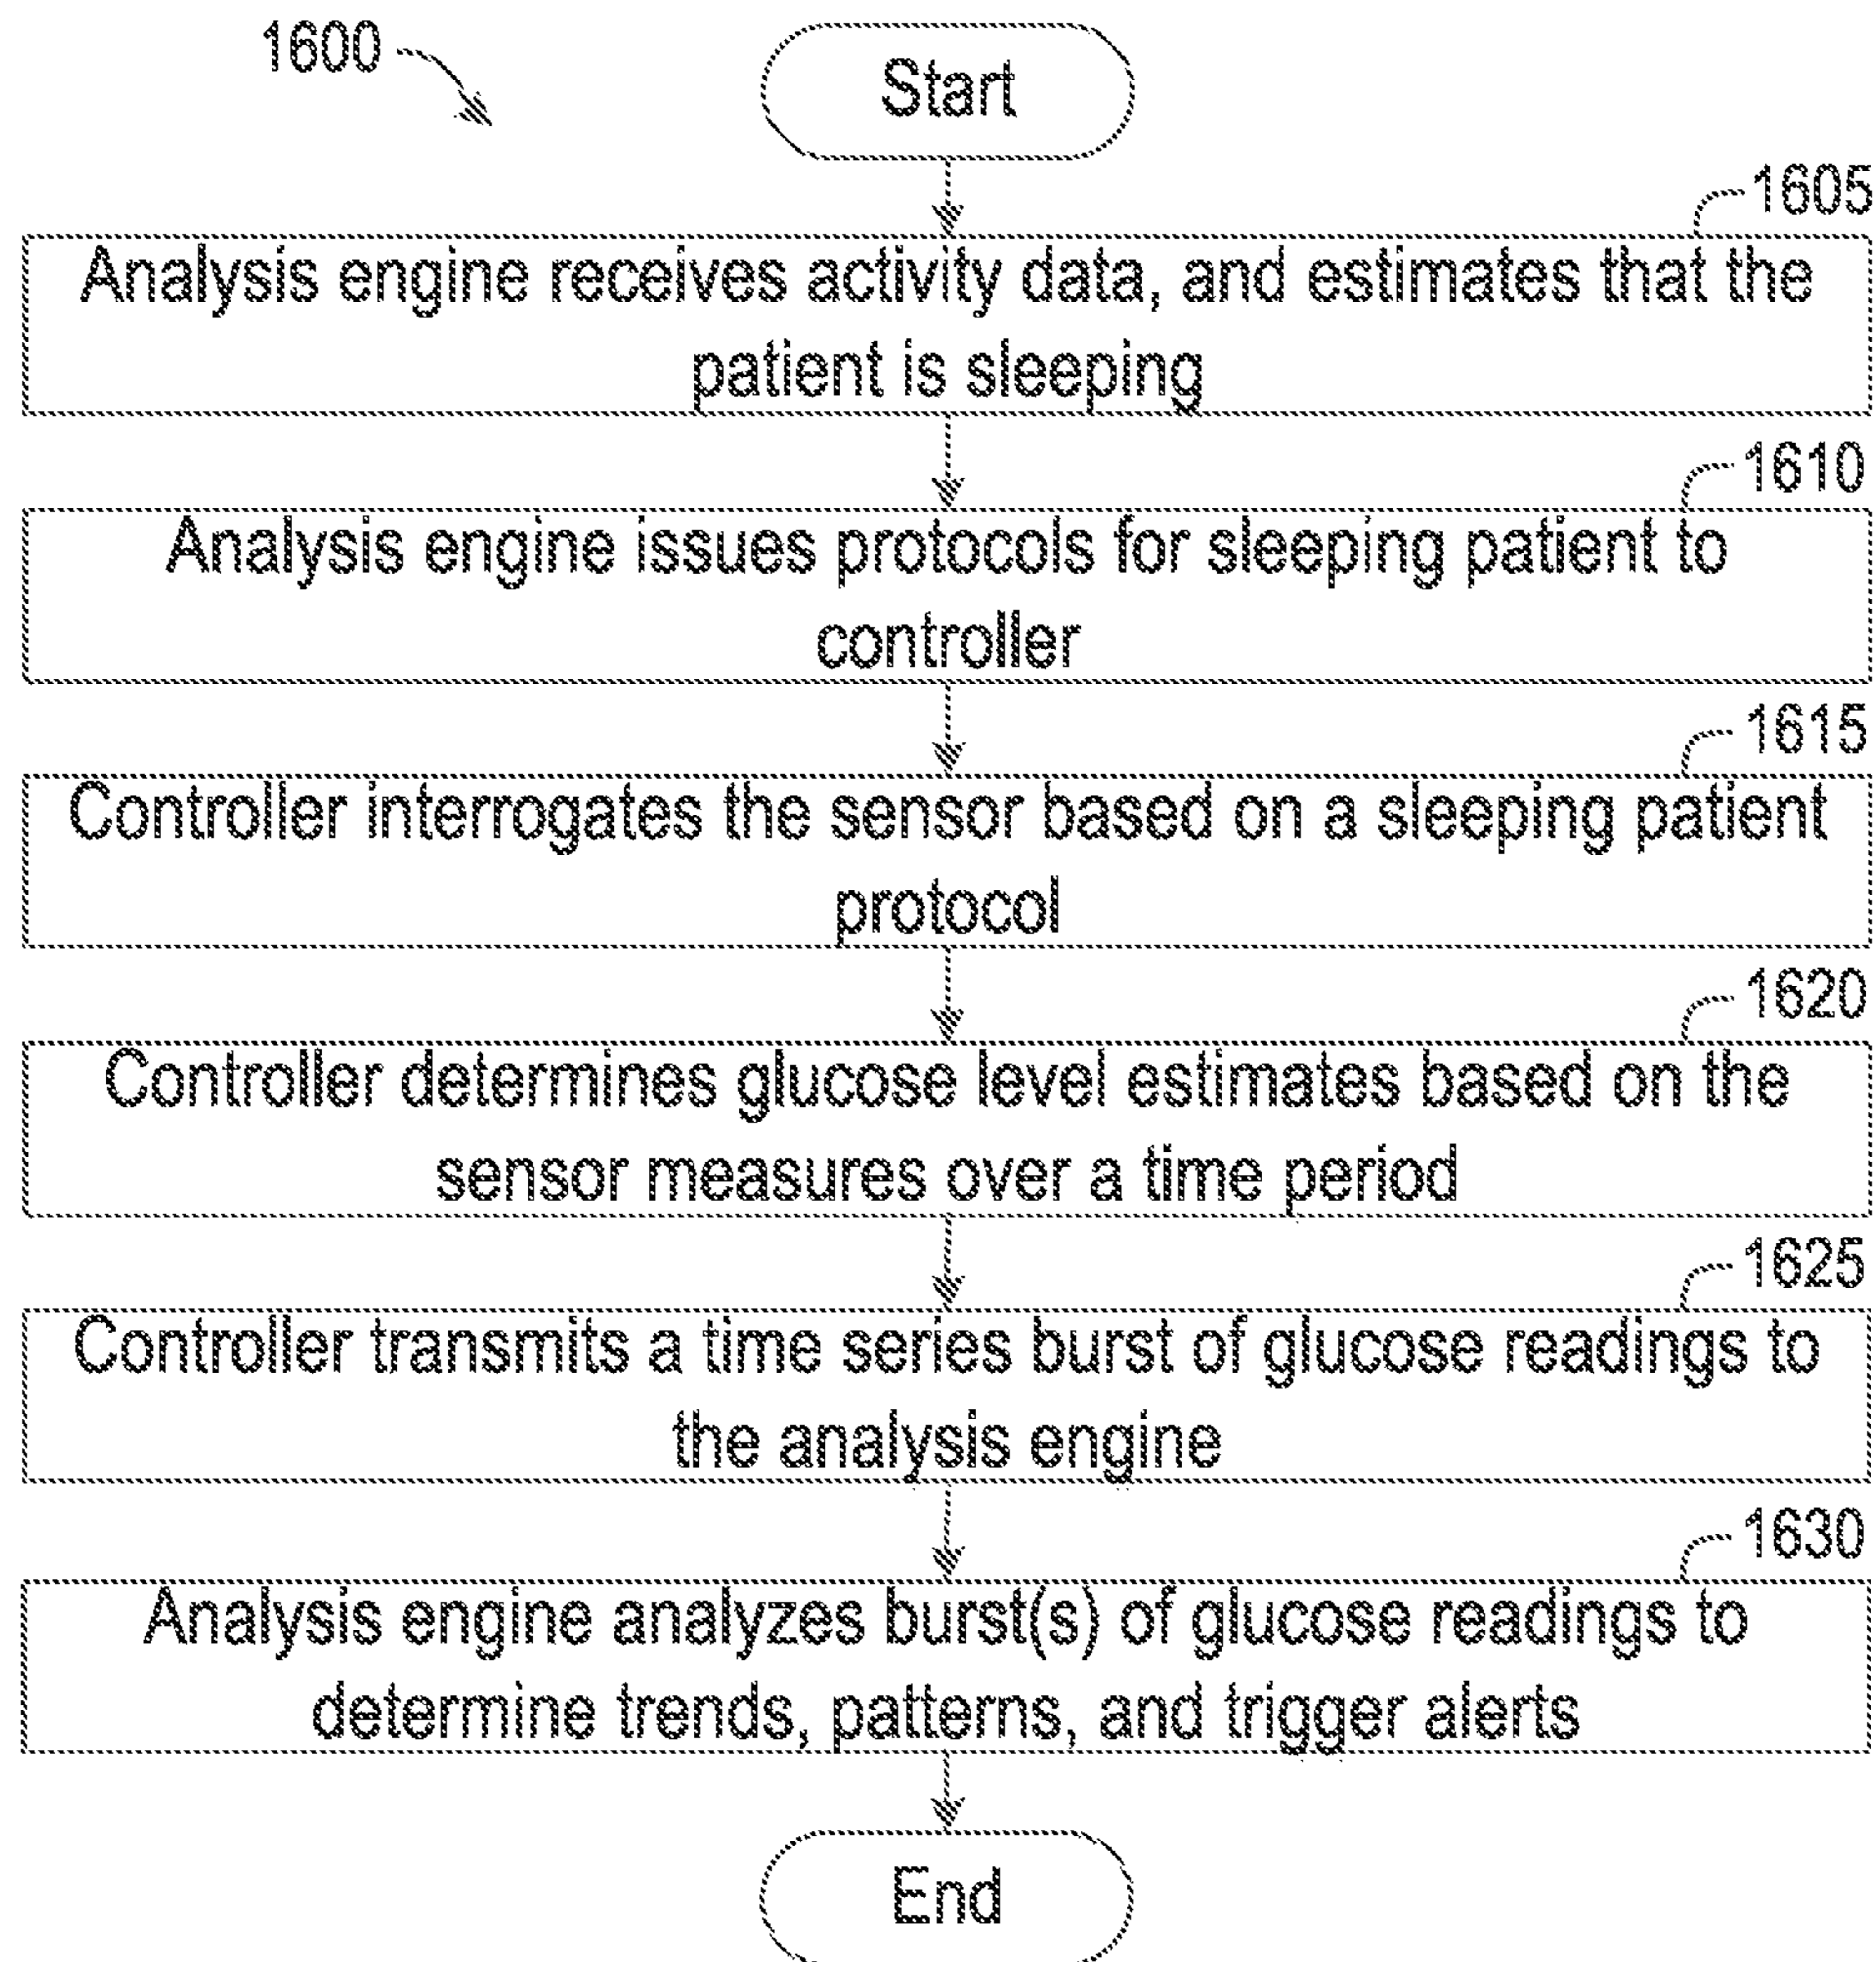 1600
Start
1605
Analysis engine receives activity data, and estimates that the
patient is sleeping
1610
Analysis engine issues protocols for sleeping patient to
controller
1615
Controller interrogates the sensor based on a sleeping patient
protocol
1620
Controller determines glucose level estimates based on the
sensor measures over a time period
1625
Controller transmits a time series burst of glucose readings to
the analysis engine
1630
Analysis engine analyzes burst(s) of glucose readings to
determine trends, patterns, and trigger alerts
End